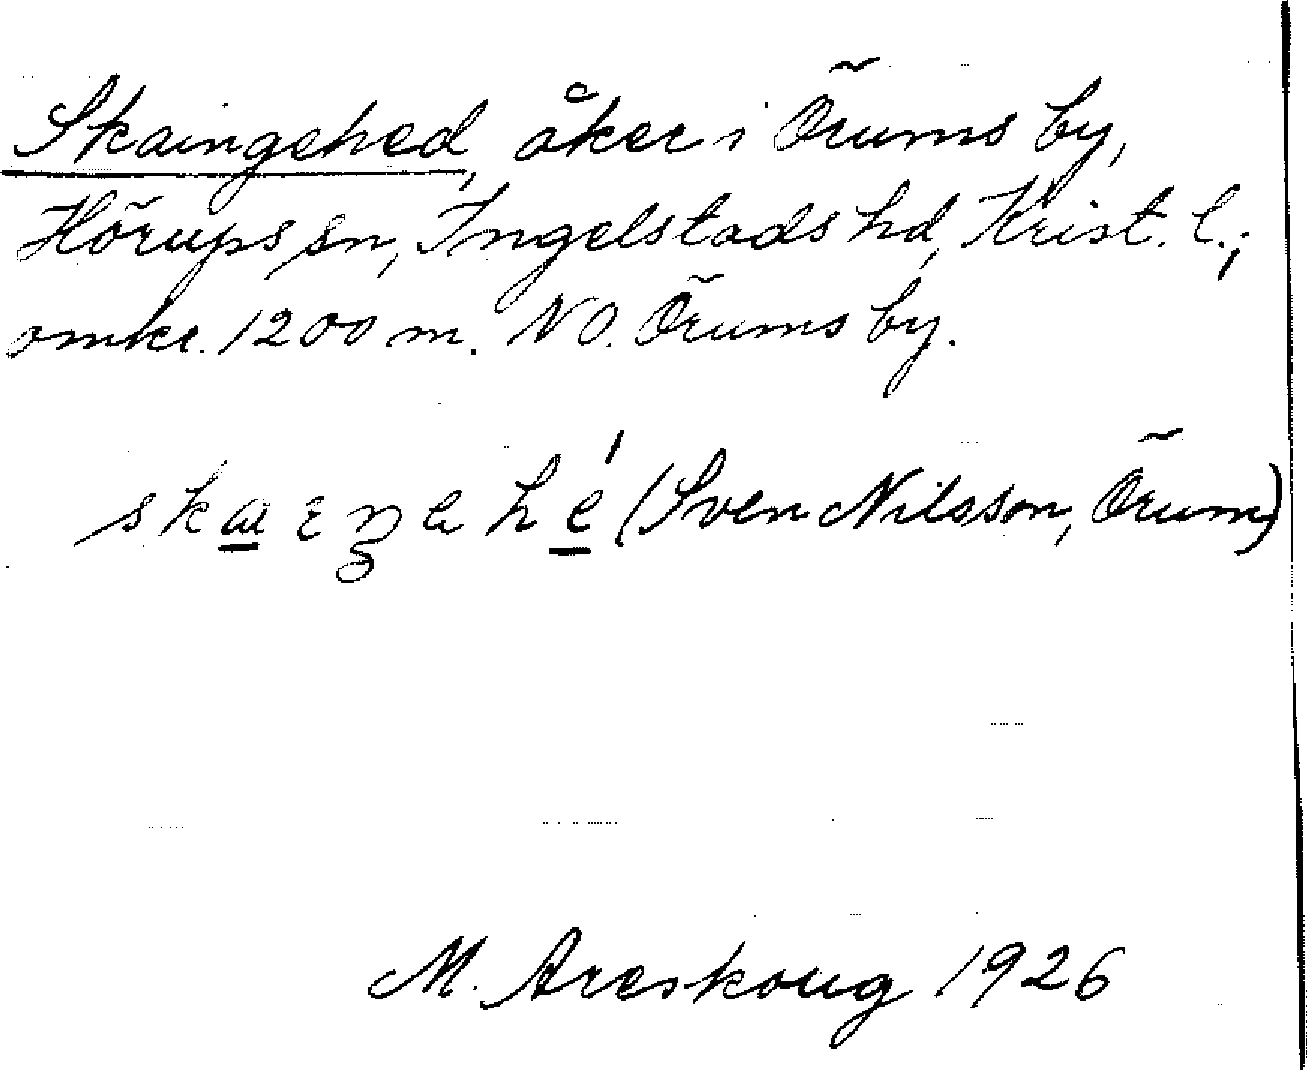 Skaingehed, åker i Örums by,
Hörups sn, Ingelstads hd, Krist. l.;
omkr. 1200 m. NO. Örums by.
(Sven Nilsson, Örum)
M. Areskoug 1926